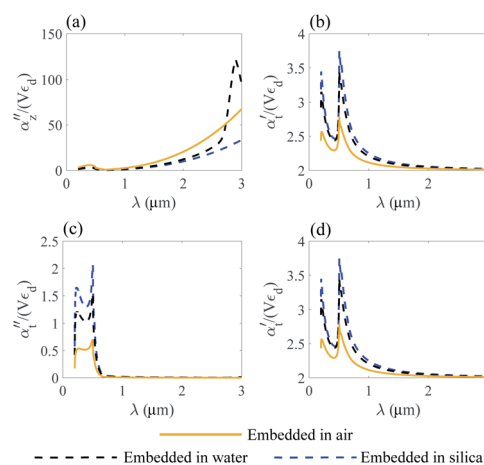 (a)
(b)
150
100
50
0
α″z/(Vϵd)
0 1 2 3
λ (μm)
4
3.5
3
2.5
2
α′t/(Vϵd)
0 1 2
λ (μm)
(c)
(d)
2.5
2
1.5
1
0.5
0
α″t/(Vϵd)
0 1 2 3
λ (μm)
4
3.5
3
2.5
2
α′t/(Vϵd)
0 1 2
λ (μm)
Embedded in air
Embedded in water
Embedded in silica